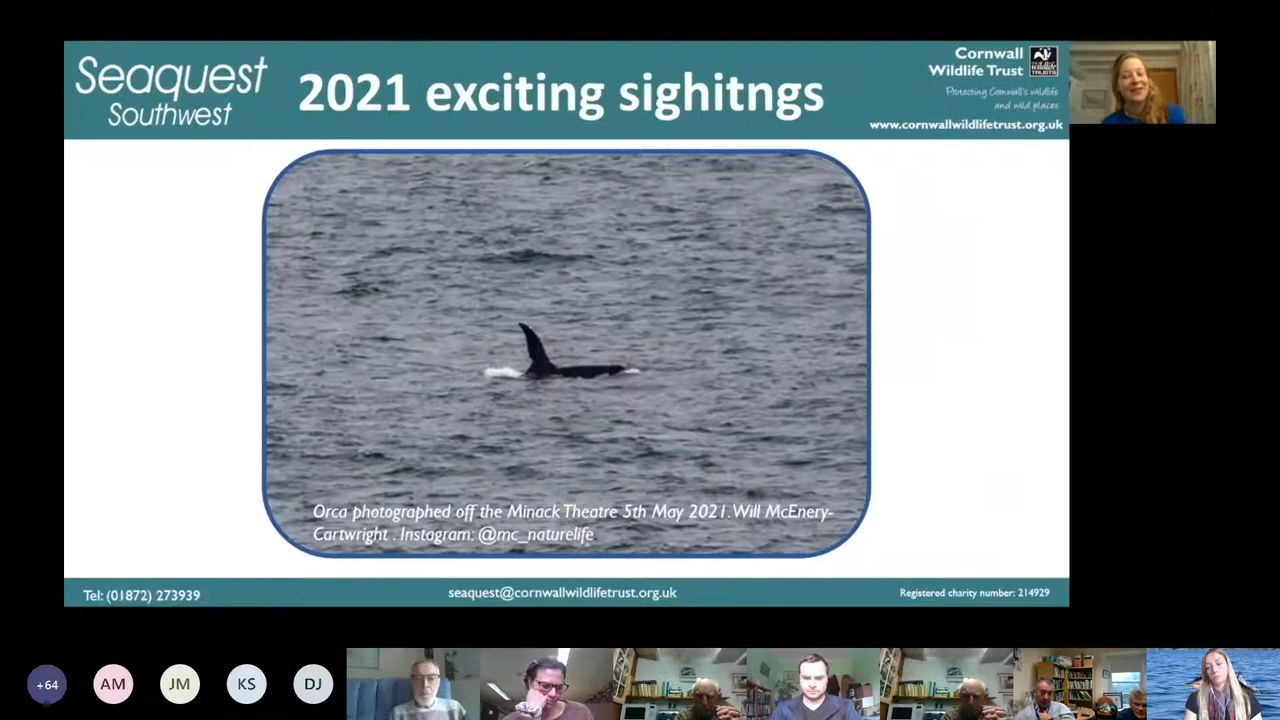 Seaquest
Southwest
2021 exciting sighitngs
Cornwall
Wildlife Trust
Protecting Cornwall's wildlife
and wild places
www.cornwallwildlifetrust.org.uk
Orca photographed off the Minack Theatre 5th May 2021. Will McEnery-
Cartwright . Instagram: @mc_naturelife
Tel: (01872) 273939
seaquest@cornwallwildlifetrust.org.uk
Registered charity number: 214929
+64
AM
JM
KS
DJ